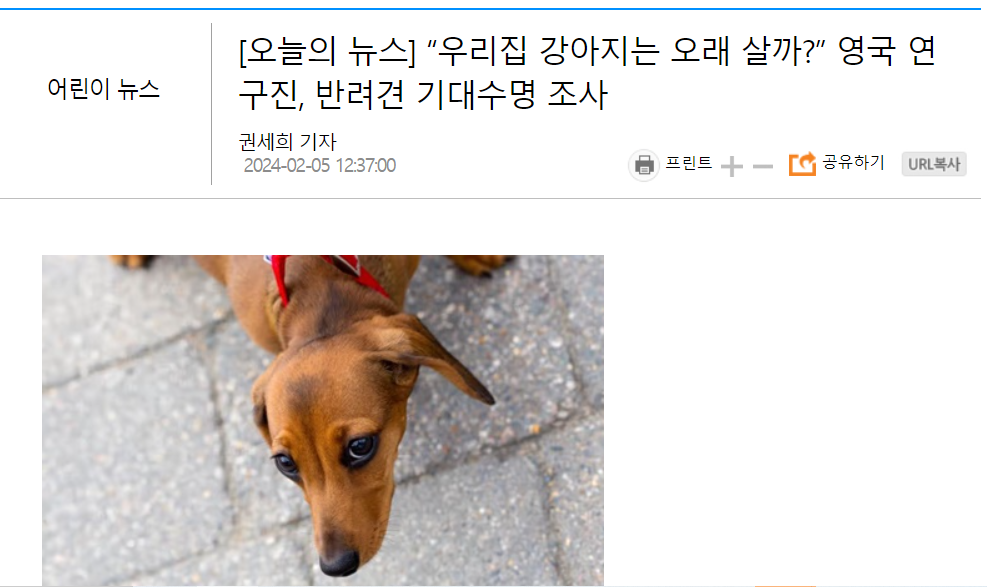 어린이 뉴스
[오늘의 뉴스] “우리집 강아지는 오래 살까?” 영국 연
구진, 반려견 기대수명 조사
권세희 기자
2024-02-05 12:37:00
프린트
공유하기
URL복사